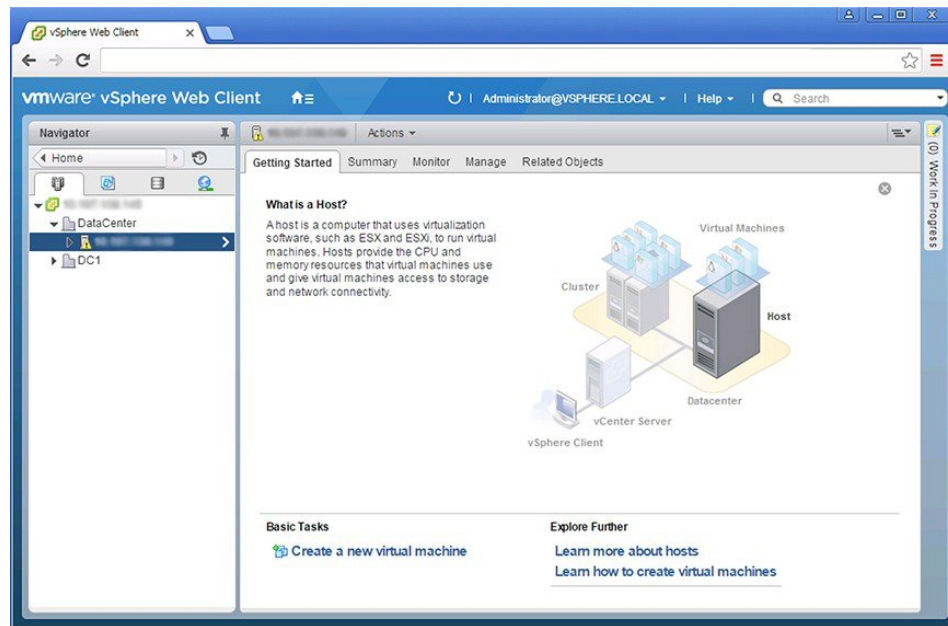 vSphere Web Client
vmware® vSphere Web Client
Administrator@VSPHERE.LOCAL
Help
Search
Navigator
Actions
Home
Getting Started
Summary
Monitor
Manage
Related Objects
(0) Work In Progress
DataCenter
DC1
What is a Host?
A host is a computer that uses virtualization
software, such as ESX and ESXi, to run virtual
machines. Hosts provide the CPU and
memory resources that virtual machines use
and give virtual machines access to storage
and network connectivity.
Virtual Machines
Cluster
Host
Datacenter
vCenter Server
vSphere Client
Basic Tasks
Create a new virtual machine
Explore Further
Learn more about hosts
Learn how to create virtual machines